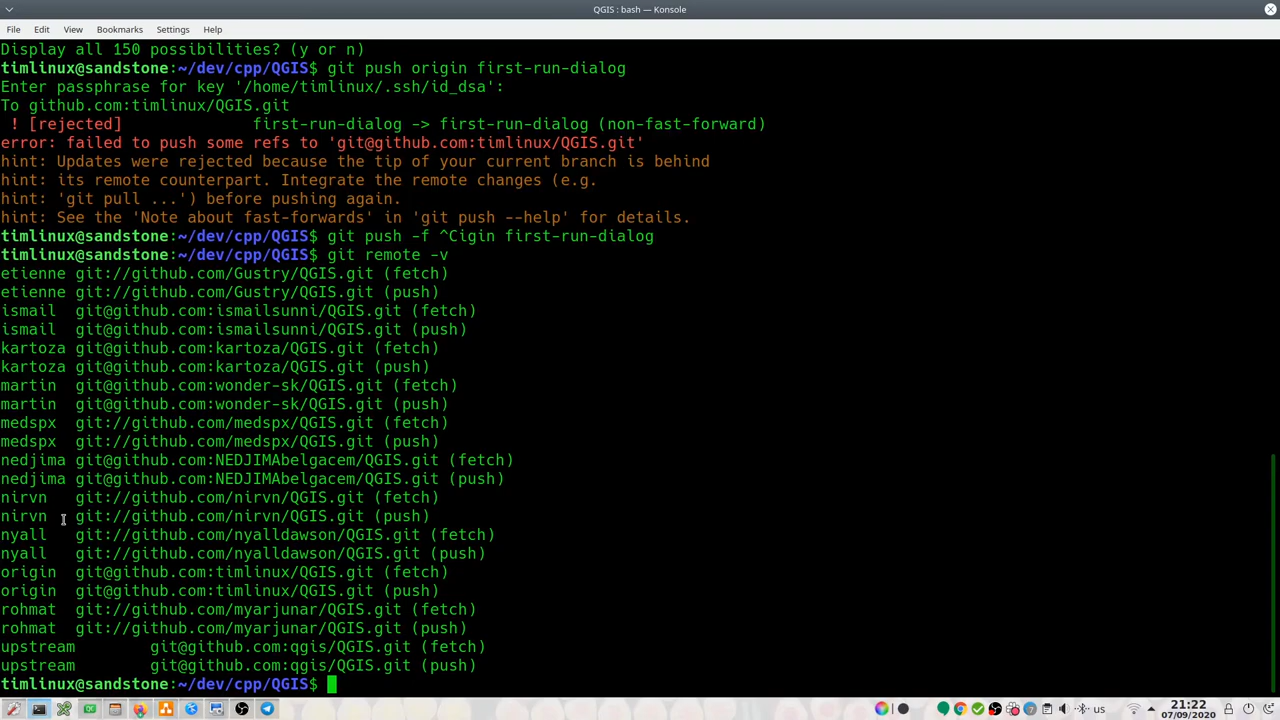 QGIS : bash — Konsole
File Edit View Bookmarks Settings Help
Display all 150 possibilities? (y or n)
timlinux@sandstone:~/dev/cpp/QGIS$ git push origin first-run-dialog
Enter passphrase for key '/home/timlinux/.ssh/id_dsa':
To github.com:timlinux/QGIS.git
! [rejected] first-run-dialog -> first-run-dialog (non-fast-forward)
error: failed to push some refs to 'git@github.com:timlinux/QGIS.git'
hint: Updates were rejected because the tip of your current branch is behind
hint: its remote counterpart. Integrate the remote changes (e.g.
hint: 'git pull ...') before pushing again.
hint: See the 'Note about fast-forwards' in 'git push --help' for details.
timlinux@sandstone:~/dev/cpp/QGIS$ git push -f ^Cigin first-run-dialog
timlinux@sandstone:~/dev/cpp/QGIS$ git remote -v
etienne git://github.com/Gustry/QGIS.git (fetch)
etienne git://github.com/Gustry/QGIS.git (push)
ismail git@github.com:ismailsunni/QGIS.git (fetch)
ismail git@github.com:ismailsunni/QGIS.git (push)
kartoza git@github.com:kartoza/QGIS.git (fetch)
kartoza git@github.com:kartoza/QGIS.git (push)
martin git@github.com:wonder-sk/QGIS.git (fetch)
martin git@github.com:wonder-sk/QGIS.git (push)
medspx git://github.com/medspx/QGIS.git (fetch)
medspx git://github.com/medspx/QGIS.git (push)
nedjima git@github.com:NEDJIMAbelgacem/QGIS.git (fetch)
nedjima git@github.com:NEDJIMAbelgacem/QGIS.git (push)
nirvn git://github.com/nirvn/QGIS.git (fetch)
nirvn git://github.com/nirvn/QGIS.git (push)
nyall git://github.com/nyalldawson/QGIS.git (fetch)
nyall git://github.com/nyalldawson/QGIS.git (push)
origin git@github.com:timlinux/QGIS.git (fetch)
origin git@github.com:timlinux/QGIS.git (push)
rohmat git://github.com/myarjunar/QGIS.git (fetch)
rohmat git://github.com/myarjunar/QGIS.git (push)
upstream git@github.com:qgis/QGIS.git (fetch)
upstream git@github.com:qgis/QGIS.git (push)
timlinux@sandstone:~/dev/cpp/QGIS$
us
21:22
07/09/2020